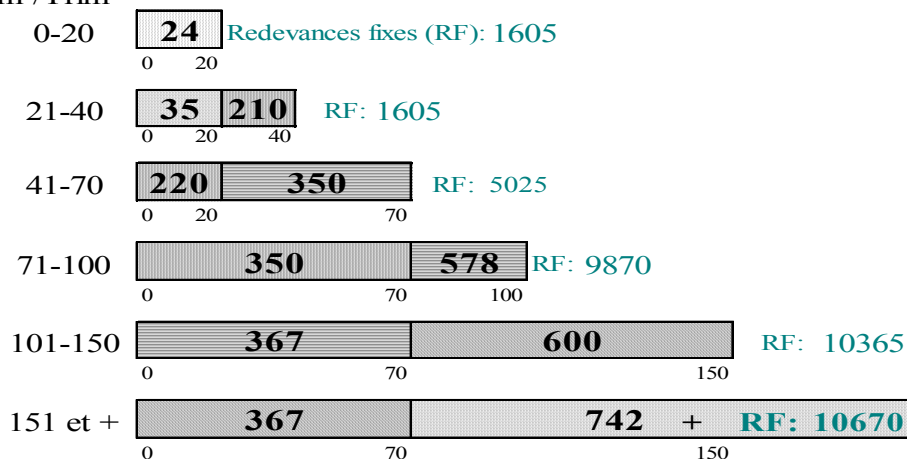 0-20 24 Redevances fixes (RF): 1605
0 20
21-40 35 210 RF: 1605
0 20 40
41-70 220 350 RF: 5025
0 20 70
71-100 350 578 RF: 9870
0 70 100
101-150 367 600 RF: 10365
0 70 150
151 et + 367 742 + RF: 10670
0 70 150